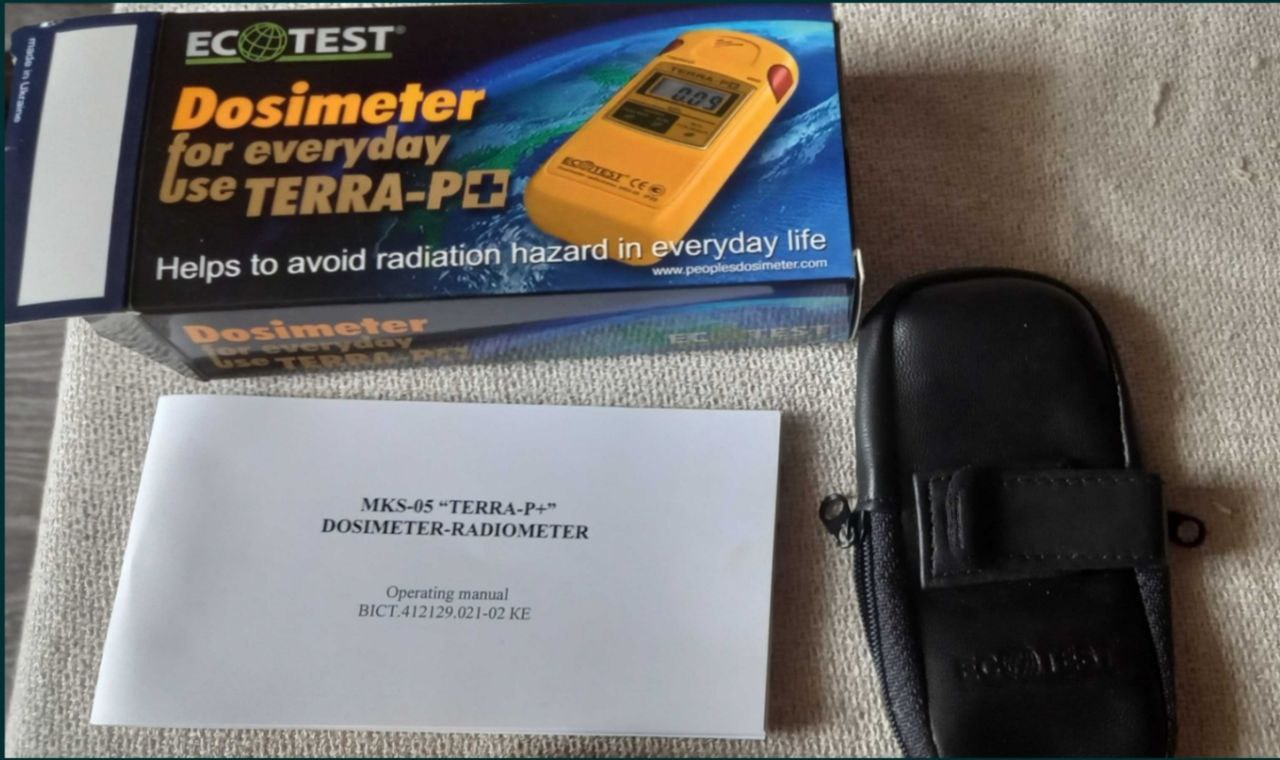 made in Ukraine
ECOTEST®
Dosimeter
for everyday
use TERRA-P+
TERRA-P
0.09
ECOTEST CE
Helps to avoid radiation hazard in everyday life
www.peoplesdosimeter.com
Dosimeter
for everyday
use TERRA-P+
ECOTEST
MKS-05 “TERRA-P+”
DOSIMETER-RADIOMETER
Operating manual
BICT.412129.021-02 KE
ECOTEST